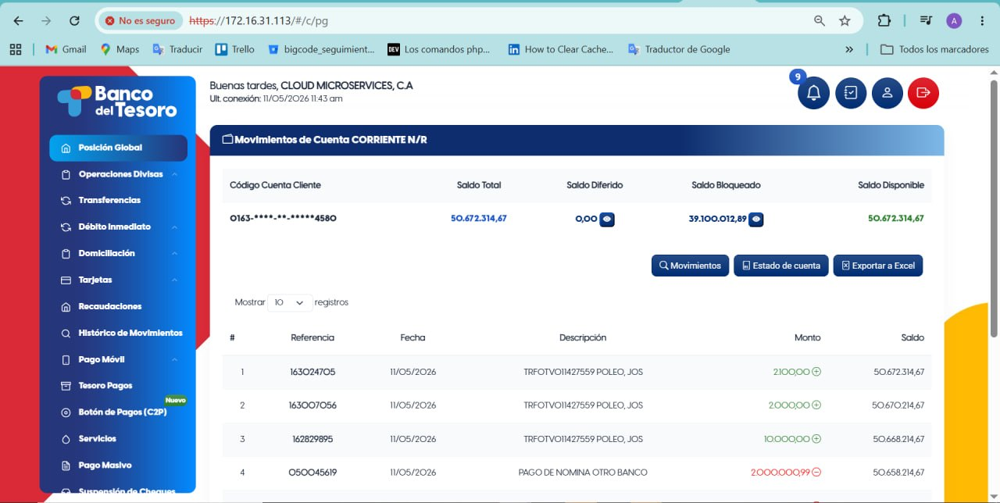 No es seguro
https://172.16.31.113/#/c/pg
A
Gmail
Maps
Traducir
Trello
bigcode_seguimient...
DEV
Los comandos php...
How to Clear Cache...
Traductor de Google
»
Todos los marcadores
Banco
del Tesoro
Posición Global
Operaciones Divisas
Transferencias
Débito Inmediato
Domiciliación
Tarjetas
Recaudaciones
Histórico de Movimientos
Pago Móvil
Tesoro Pagos
Nuevo
Botón de Pagos (C2P)
Servicios
Pago Masivo
Suspensión de Cheques
Buenas tardes, CLOUD MICROSERVICES, C.A
Ult. conexión: 11/05/2026 11:43 am
9
Movimientos de Cuenta CORRIENTE N/R
Código Cuenta Cliente Saldo Total Saldo Diferido Saldo Bloqueado Saldo Disponible
0163-****-**-*****4580 50.672.314,67 0,00 39.100.012,89 50.672.314,67
Movimientos Estado de cuenta Exportar a Excel
Mostrar 10 registros
# Referencia Fecha Descripción Monto Saldo
1 163024705 11/05/2026 TRFOTV011427559 POLEO, JOS 2.100,00 50.672.314,67
2 163007056 11/05/2026 TRFOTV011427559 POLEO, JOS 2.000,00 50.670.214,67
3 162829895 11/05/2026 TRFOTV011427559 POLEO, JOS 10.000,00 50.668.214,67
4 050045619 11/05/2026 PAGO DE NOMINA OTRO BANCO 2.000.000,99 50.658.214,67